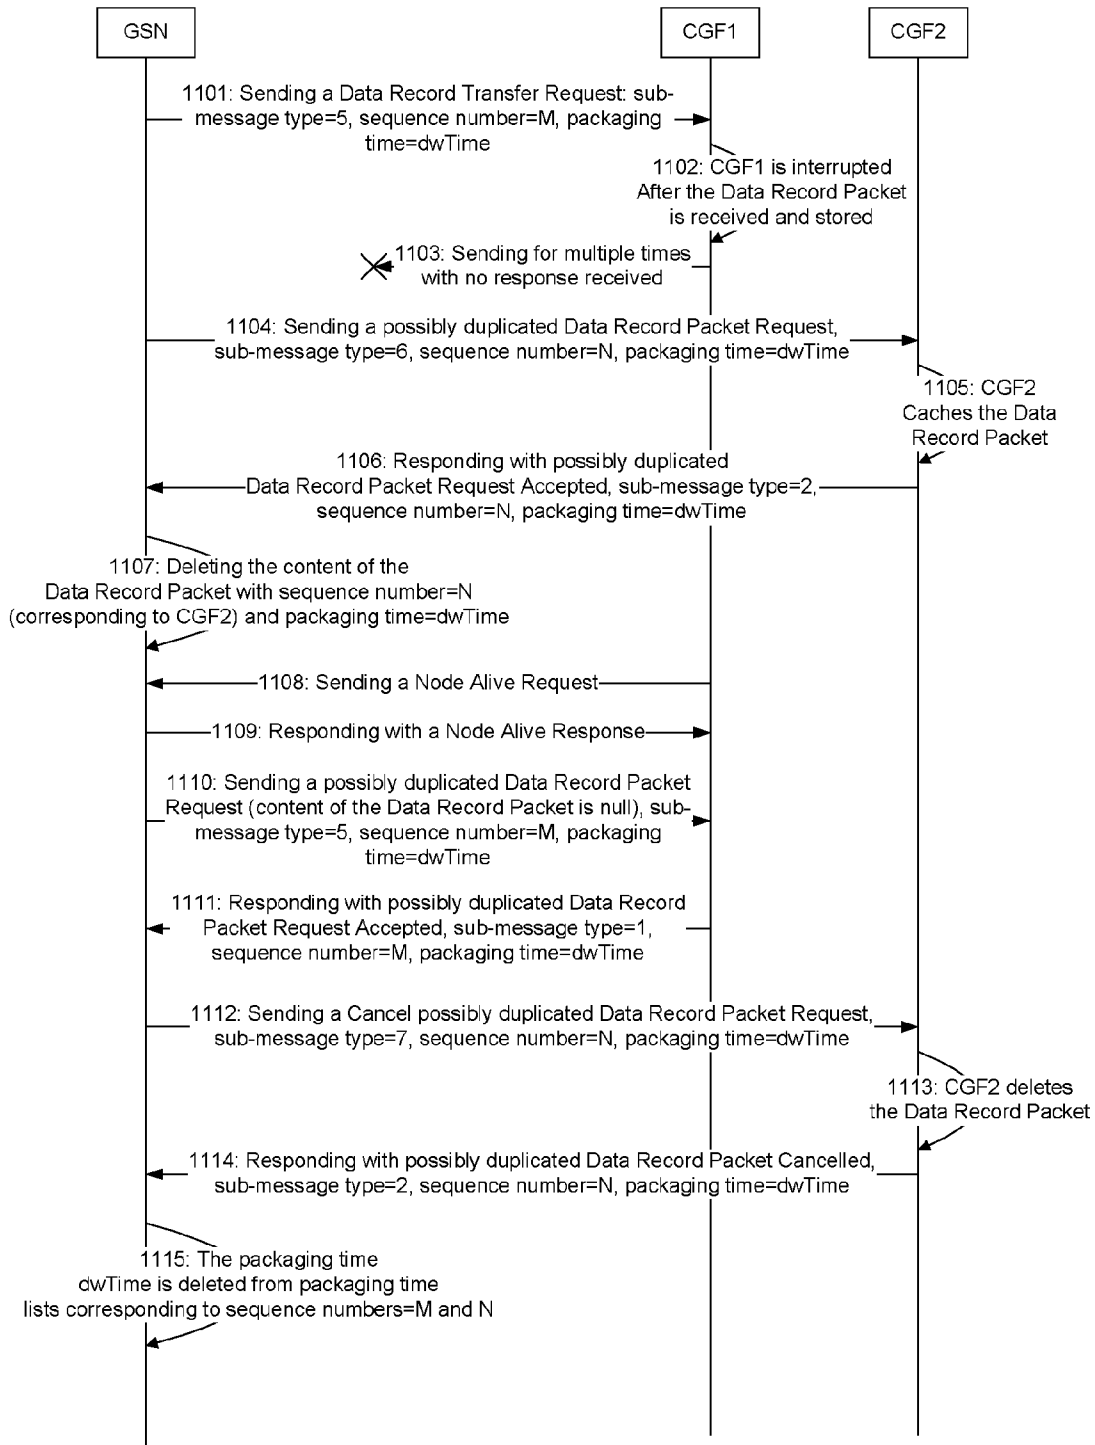 GSN
CGF1
CGF2
1101: Sending a Data Record Transfer Request: sub-
message type=5, sequence number=M, packaging
time=dwTime
1102: CGF1 is interrupted
After the Data Record Packet
is received and stored
1103: Sending for multiple times
with no response received
1104: Sending a possibly duplicated Data Record Packet Request,
sub-message type=6, sequence number=N, packaging time=dwTime
1105: CGF2
Caches the Data
Record Packet
1106: Responding with possibly duplicated
Data Record Packet Request Accepted, sub-message type=2,
sequence number=N, packaging time=dwTime
1107: Deleting the content of the
Data Record Packet with sequence number=N
(corresponding to CGF2) and packaging time=dwTime
1108: Sending a Node Alive Request
1109: Responding with a Node Alive Response
1110: Sending a possibly duplicated Data Record Packet
Request (content of the Data Record Packet is null), sub-
message type=5, sequence number=M, packaging
time=dwTime
1111: Responding with possibly duplicated Data Record
Packet Request Accepted, sub-message type=1,
sequence number=M, packaging time=dwTime
1112: Sending a Cancel possibly duplicated Data Record Packet Request,
sub-message type=7, sequence number=N, packaging time=dwTime
1113: CGF2 deletes
the Data Record Packet
1114: Responding with possibly duplicated Data Record Packet Cancelled,
sub-message type=2, sequence number=N, packaging time=dwTime
1115: The packaging time
dwTime is deleted from packaging time
lists corresponding to sequence numbers=M and N